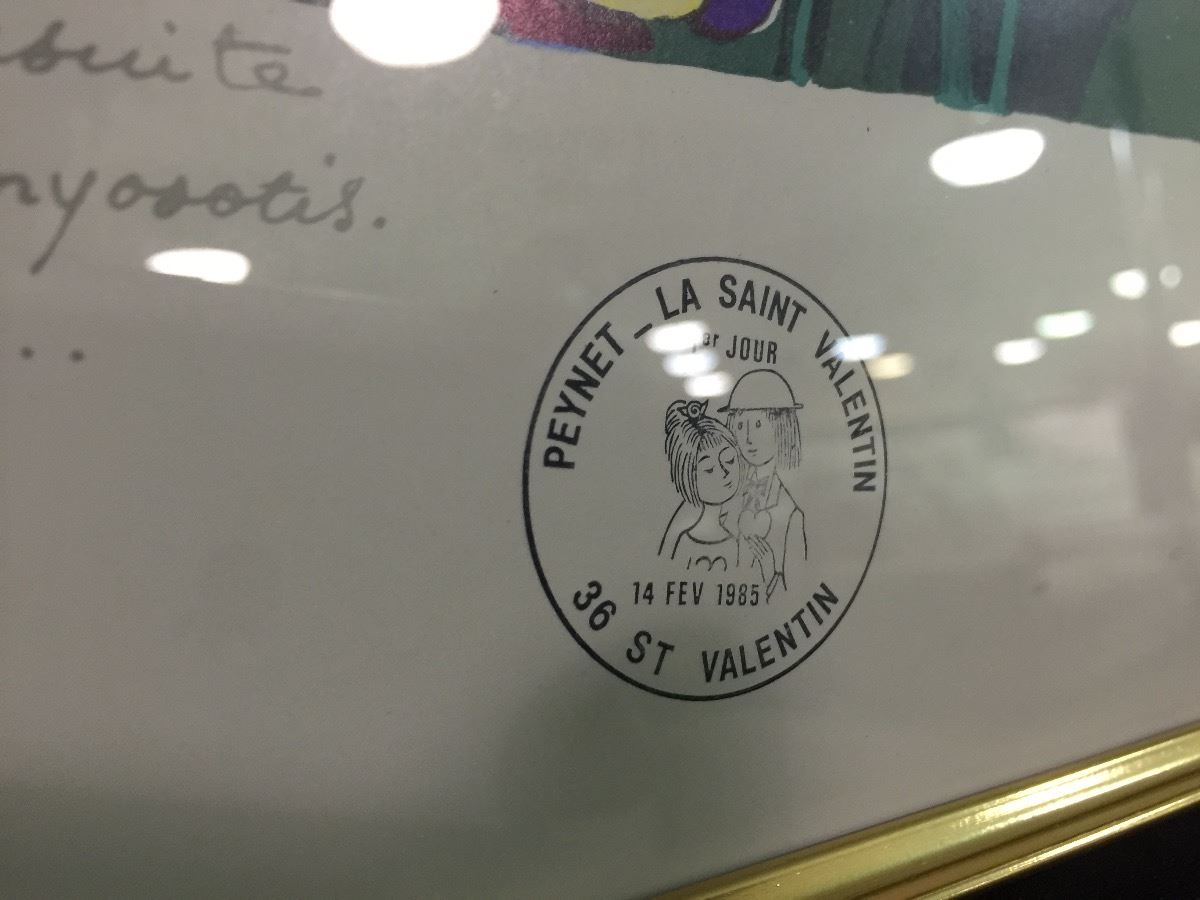 suite
myosotis.
. .
PEYNET _ LA SAINT VALENTIN
1er JOUR
14 FEV 1985
36 ST VALENTIN